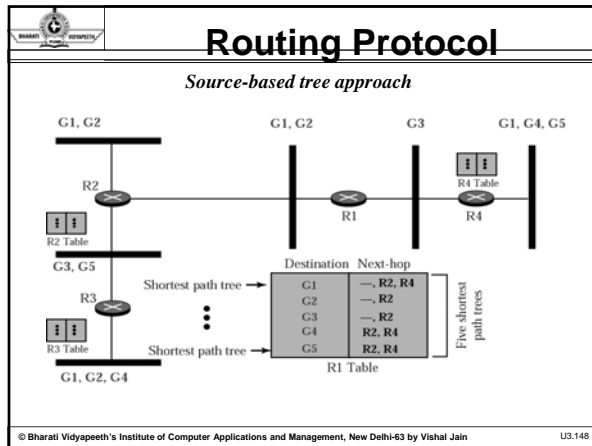 BHARATI VIDYAPEETH
Routing Protocol
Source-based tree approach
G1, G2
G1, G2
G3
G1, G4, G5
R2
R4 Table
R1
R4
R2 Table
G3, G5
Destination Next-hop
Shortest path tree
G1 —, R2, R4
G2 —, R2
G3 —, R2
G4 R2, R4
G5 R2, R4
Five shortest
path trees
R3
R3 Table
Shortest path tree
R1 Table
G1, G2, G4
© Bharati Vidyapeeth's Institute of Computer Applications and Management, New Delhi-63 by Vishal Jain
U3.148